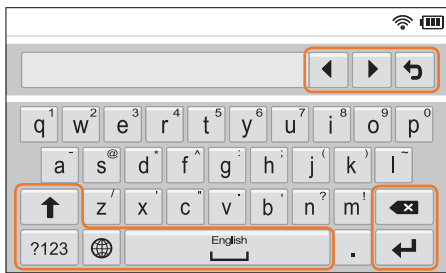 q 1 w 2 e 3 r 4 t 5 y 6 u 7 i 8 o 9 p 0
a - s @ d * f ^ g : h ; j ( k ) l ~
z / x ' c " v . b , n ? m !
?123 English .